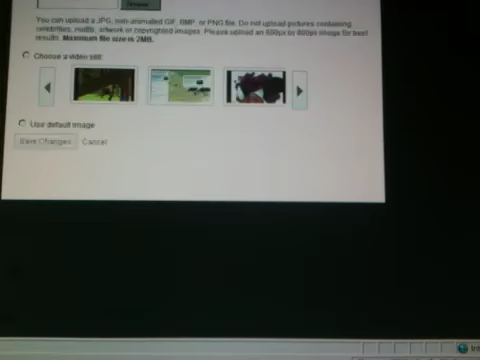 You can upload a JPG, non-animated GIF, BMP, or PNG file. Do not upload pictures containing
celebrities, nudity, artwork or copyrighted images. Please upload an 800px by 800px image for best
results. Maximum file size is 2MB.
Choose a video still:
Use default image
Save Changes Cancel
Int